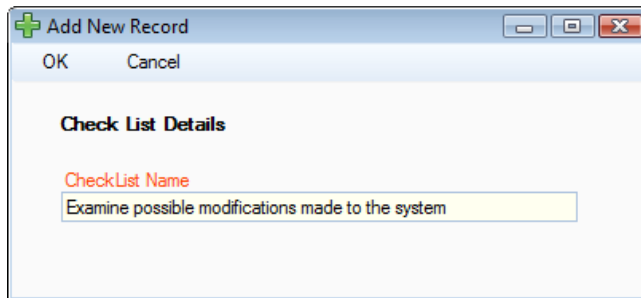 Add New Record
OK Cancel
Check List Details
CheckList Name
Examine possible modifications made to the system